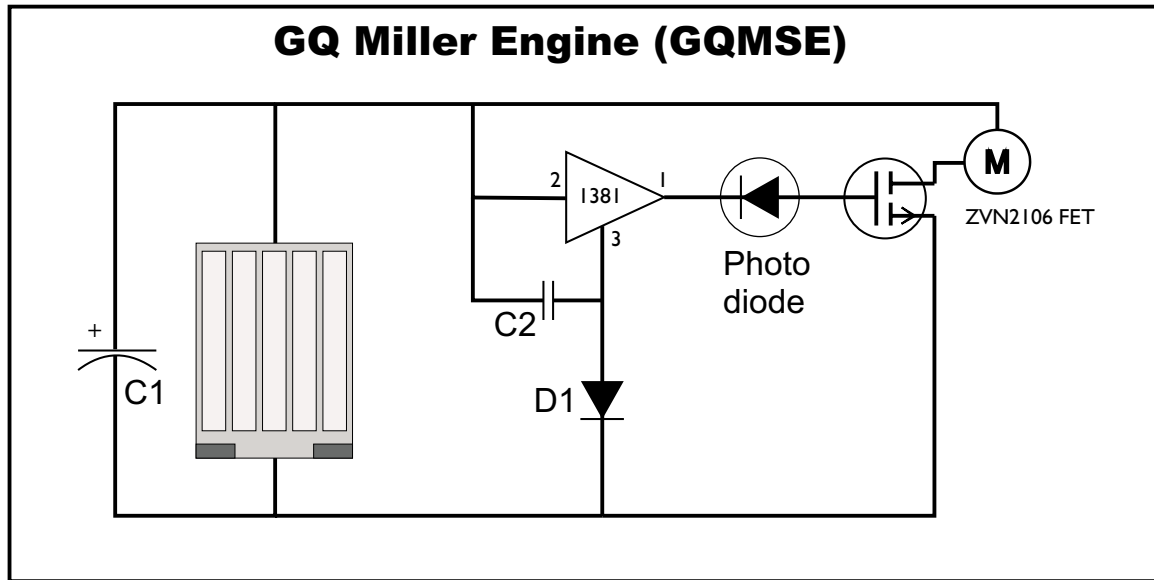 GQ Miller Engine (GQMSE)
M
2
1381
1
ZVN2106 FET
3
Photo
diode
C2
+
C1
D1